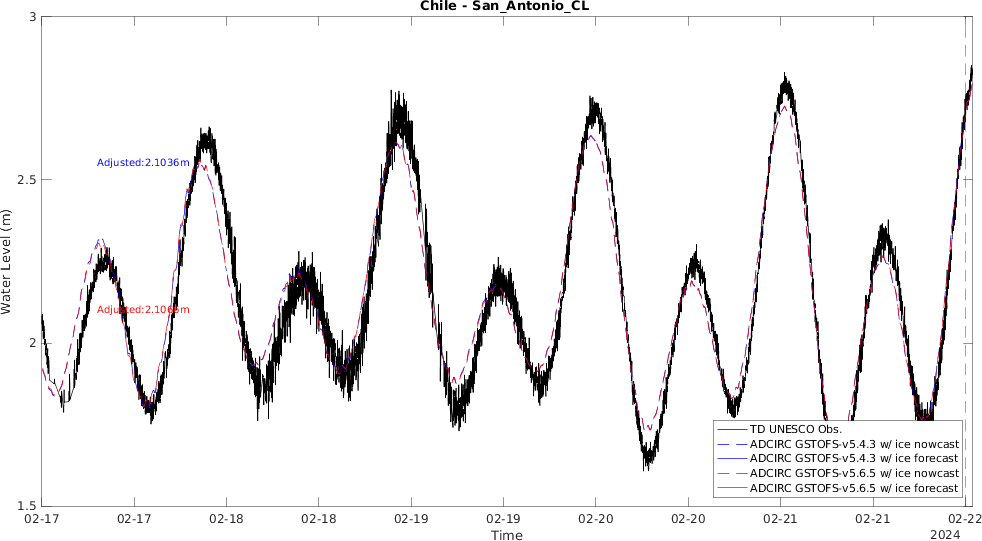 Chile - San_Antonio_CL
Water Level (m)
3
2.5
2
1.5
Adjusted:2.1036m
TD UNESCO Obs.
ADCIRC GSTOFS-v5.4.3 w/ ice nowcast
ADCIRC GSTOFS-v5.4.3 w/ ice forecast
ADCIRC GSTOFS-v5.6.5 w/ ice nowcast
ADCIRC GSTOFS-v5.6.5 w/ ice forecast
02-17 02-17 02-18 02-18 02-19 02-19 02-20 02-20 02-21 02-21 02-22
Time
2024